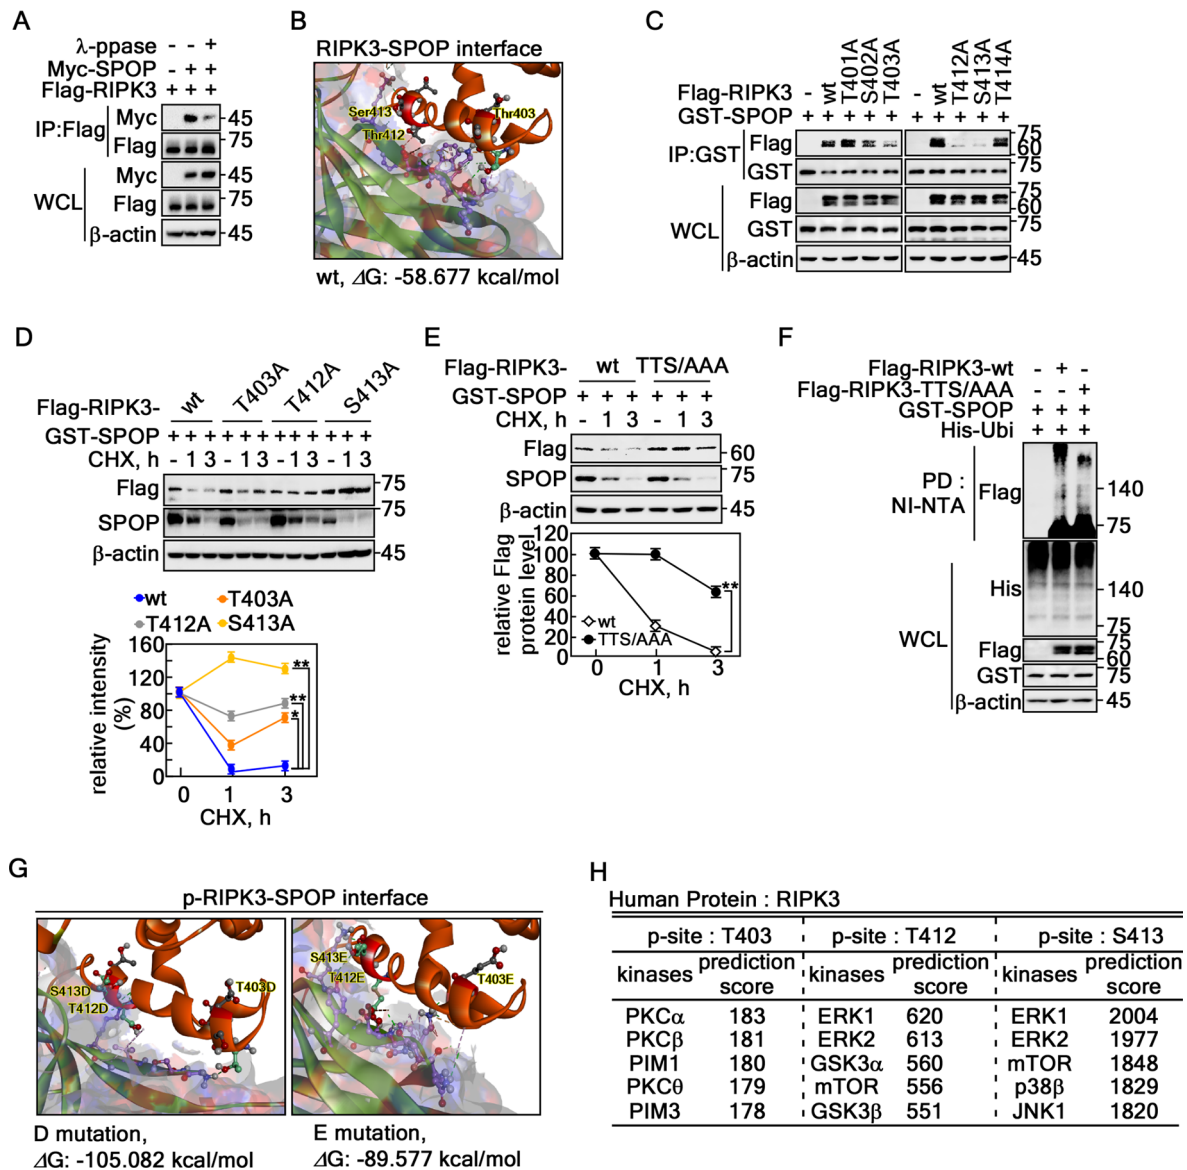 A
λ-ppase - - +
Myc-SPOP - + +
Flag-RIPK3 + + +
IP:Flag
Myc 45
Flag 75
WCL
Myc 45
Flag 75
β-actin 45
B
RIPK3-SPOP interface
Ser413
Thr412
Thr403
wt, ΔG: -58.677 kcal/mol
C
Flag-RIPK3 - wt T401A S402A T403A - wt T412A S413A T414A
GST-SPOP + + + + + + + + + +
IP:GST
Flag 75 60
GST 75
WCL
Flag 75 60
GST 75
β-actin 45
D
Flag-RIPK3- wt T403A T412A S413A
GST-SPOP + + + + + + + + + + + +
CHX, h - 1 3 - 1 3 - 1 3 - 1 3
Flag 75
SPOP 75
β-actin 45
wt T403A
T412A S413A
relative intensity (%)
160
120
80
40
0
** ** *
0 1 3
CHX, h
E
Flag-RIPK3- wt TTS/AAA
GST-SPOP + + + + + +
CHX, h - 1 3 - 1 3
Flag 60
SPOP 75
β-actin 45
relative Flag protein level
120
100
80
60
40
20
0
wt
TTS/AAA
**
0 1 3
CHX, h
F
Flag-RIPK3-wt - + -
Flag-RIPK3-TTS/AAA - - +
GST-SPOP + + +
His-Ubi + + +
PD :
NI-NTA
Flag 140 75
WCL
His 140 75
Flag 75 60
GST 75
β-actin 45
G
p-RIPK3-SPOP interface
S413D
T412D
T403D
S413E
T412E
T403E
D mutation,
ΔG: -105.082 kcal/mol
E mutation,
ΔG: -89.577 kcal/mol
H
Human Protein : RIPK3
p-site : T403 p-site : T412 p-site : S413
kinases prediction score kinases prediction score kinases prediction score
PKCα 183 ERK1 620 ERK1 2004
PKCβ 181 ERK2 613 ERK2 1977
PIM1 180 GSK3α 560 mTOR 1848
PKCθ 179 mTOR 556 p38β 1829
PIM3 178 GSK3β 551 JNK1 1820